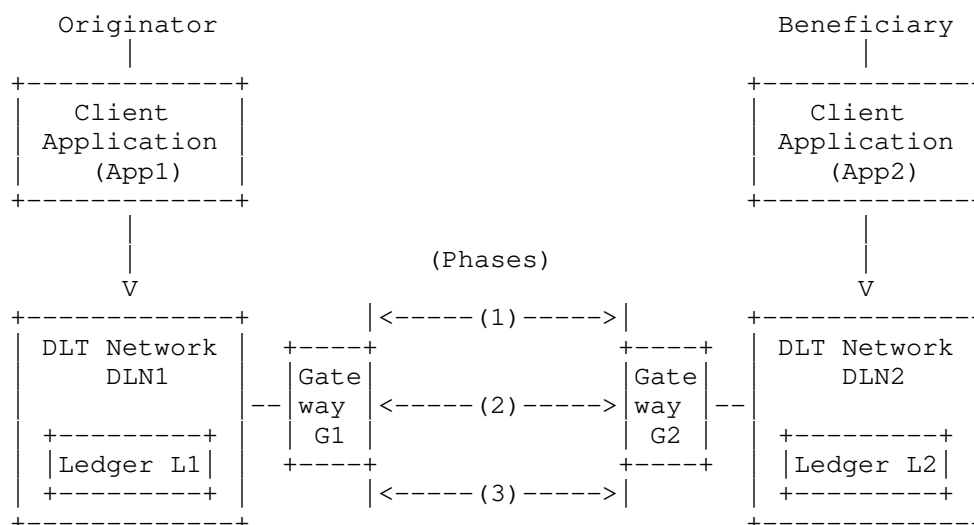 Originator Beneficiary
Client Client
Application Application
(App1) (App2)
(Phases)
(1)
DLT Network DLT Network
DLN1 Gate Gate DLN2
way (2) way
G1 G2
Ledger L1 Ledger L2
(3)